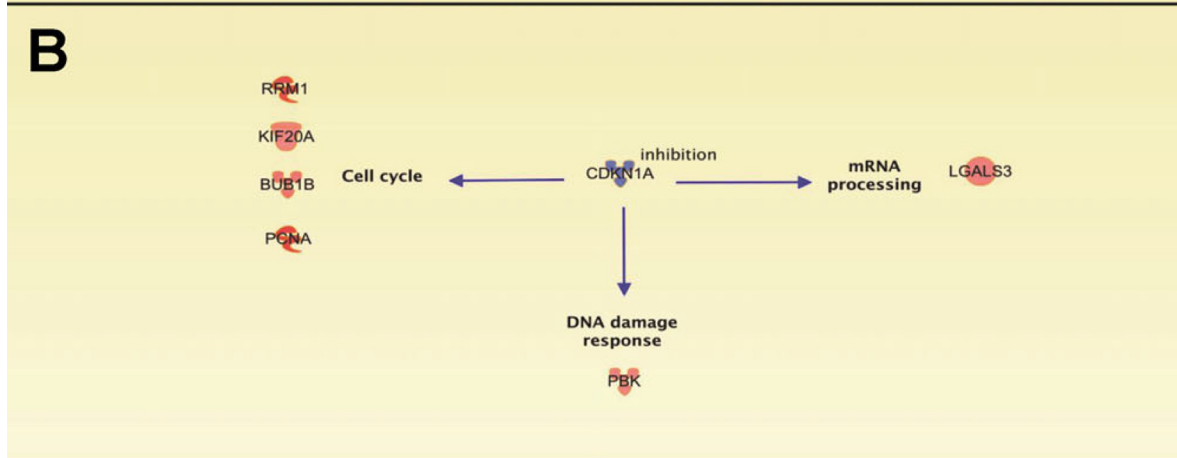 B
RRM1
KIF20A
BUB1B
PCNA
Cell cycle
CDKN1A
inhibition
mRNA
processing
LGALS3
DNA damage
response
PBK